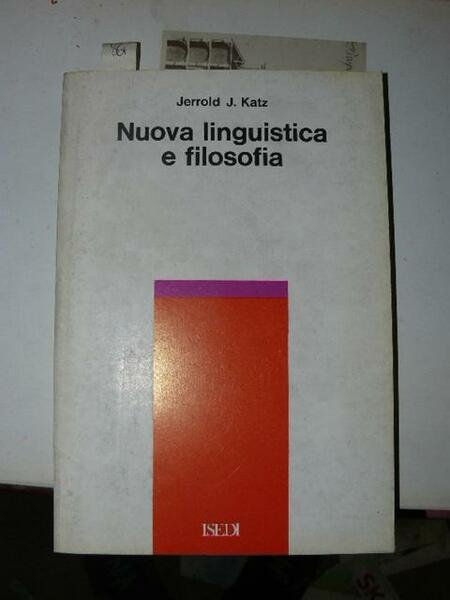 Jerrold J. Katz
Nuova linguistica
e filosofia
ISEDI